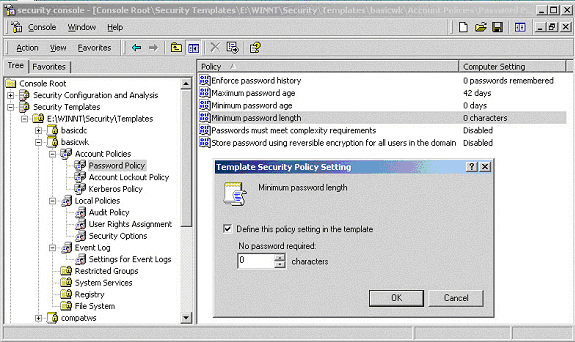 security console - [Console Root\Security Templates\E:\WINNT\Security\Templates\basicwk\Account Policies\Password
Console Window Help
Action View Favorites
Tree Favorites
Policy Computer Setting
Console Root
Security Configuration and Analysis
Security Templates
E:\WINNT\Security\Templates
basicdc
basicwk
Account Policies
Password Policy
Account Lockout Policy
Kerberos Policy
Local Policies
Audit Policy
User Rights Assignment
Security Options
Event Log
Settings for Event Logs
Restricted Groups
System Services
Registry
File System
compatws
Enforce password history 0 passwords remembered
Maximum password age 42 days
Minimum password age 0 days
Minimum password length 0 characters
Passwords must meet complexity requirements Disabled
Store password using reversible encryption for all users in the domain Disabled
Template Security Policy Setting
Minimum password length
Define this policy setting in the template
No password required:
0 characters
OK Cancel